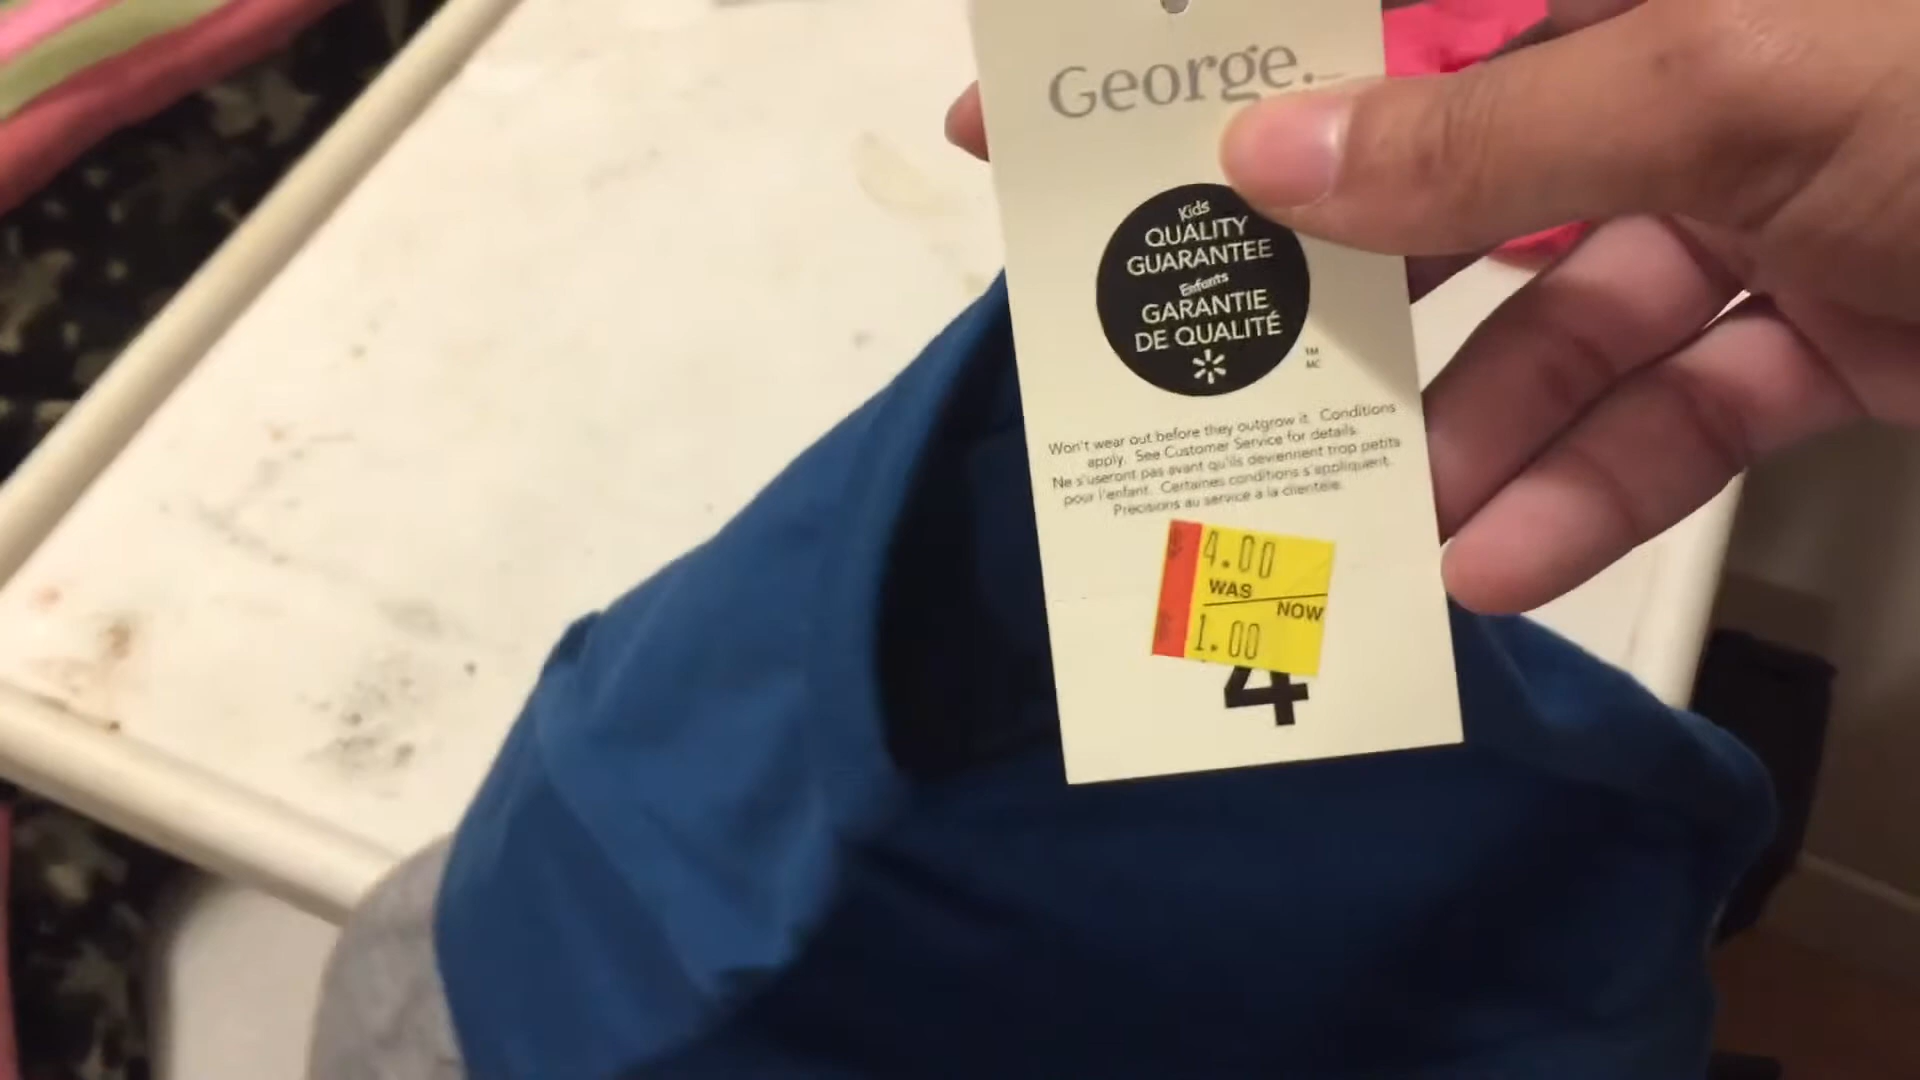 George.
Kids
QUALITY
GUARANTEE
Enfants
GARANTIE
DE QUALITÉ
TM
MC
Won't wear out before they outgrow it. Conditions
apply. See Customer Service for details.
Ne s'useront pas avant qu'ils deviennent trop petits
pour l'enfant. Certaines conditions s'appliquent.
Précisions au service à la clientèle.
$ 4.00
WAS
NOW
$ 1.00
4